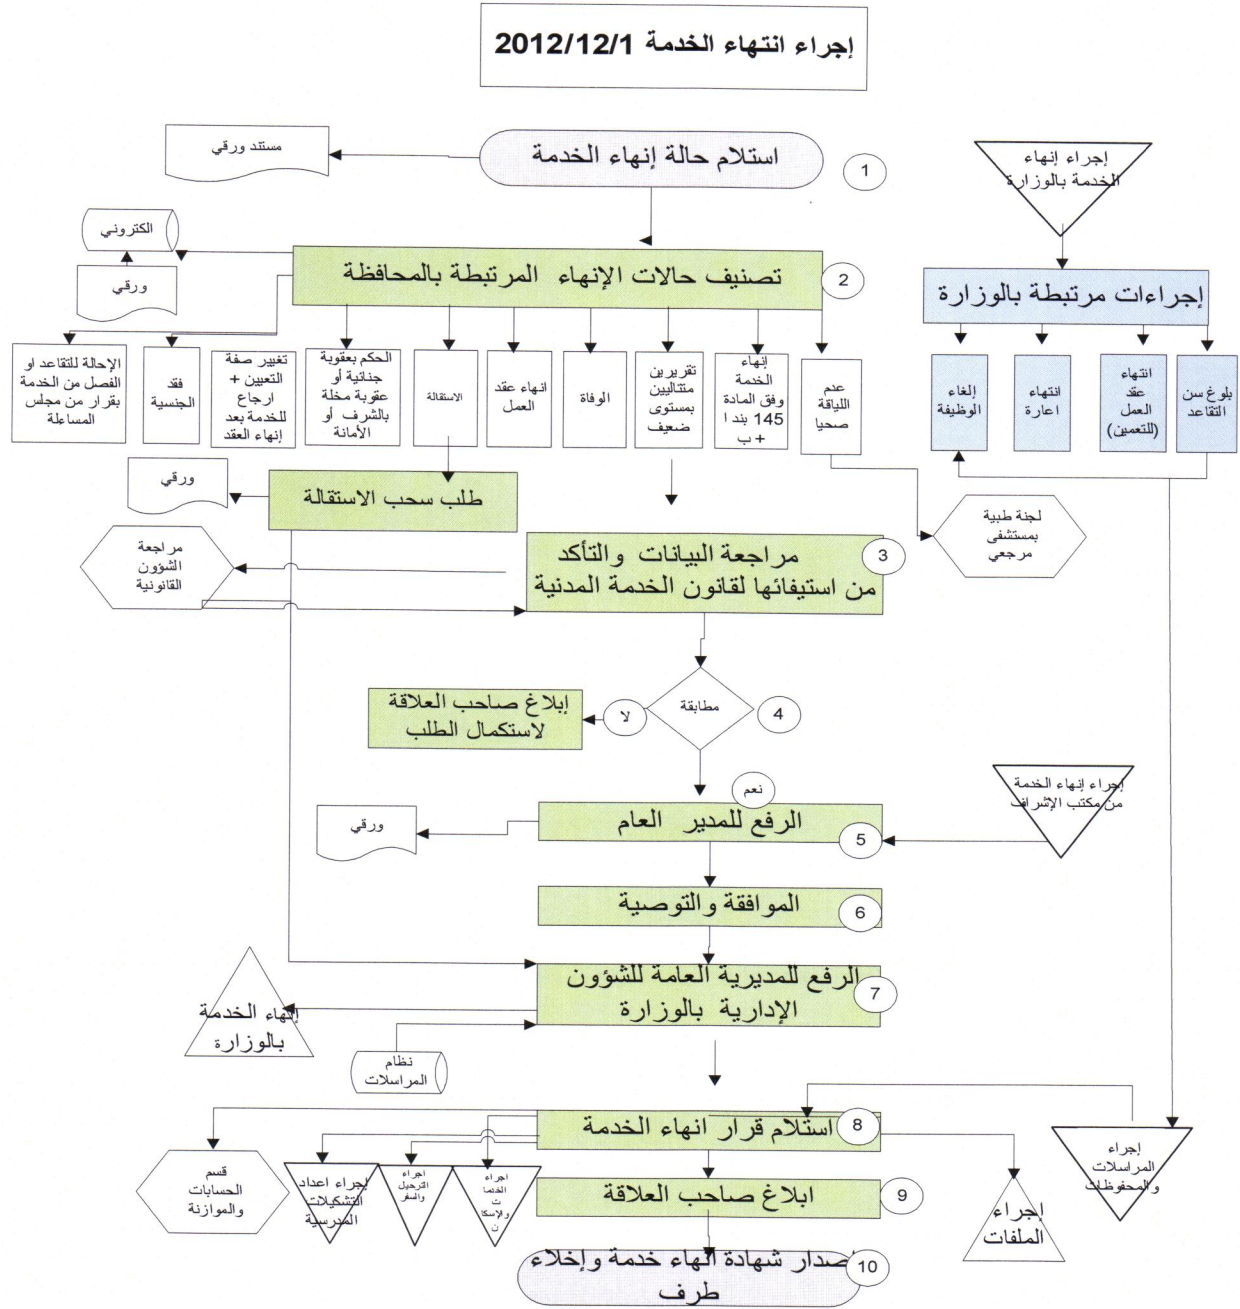 إجراء انتهاء الخدمة 2012/12/1
استلام حالة إنهاء الخدمة
1
مستند ورقي
إجراء إنهاء
الخدمة بالوزارة
الكتروني
ورقي
تصنيف حالات الإنهاء المرتبطة بالمحافظة
2
إجراءات مرتبطة بالوزارة
بلوغ سن
التقاعد
انتهاء
عقد
العمل
(للتعمين)
انتهاء
اعارة
إلغاء
الوظيفة
عدم
اللياقة
صحيا
إنهاء
الخدمة
وفق المادة
145 بند ا
+ ب
تقريرين
متتاليين
بمستوى
ضعيف
الوفاة
انهاء عقد
العمل
الاستقالة
الحكم بعقوبة
جنائية أو
عقوبة مخلة
بالشرف أو
الأمانة
تغيير صفة
التعيين +
ارجاع
للخدمة بعد
إنهاء العقد
فقد
الجنسية
الإحالة للتقاعد او
الفصل من الخدمة
بقرار من مجلس
المساءلة
طلب سحب الاستقالة
ورقي
لجنة طبية
بمستشفى
مرجعي
مراجعة البيانات والتأكد
من استيفائها لقانون الخدمة المدنية
3
مراجعة
الشؤون
القانونية
مطابقة
4
لا
إبلاغ صاحب العلاقة
لاستكمال الطلب
نعم
إجراء إنهاء الخدمة
من مكتب الإشراف
الرفع للمدير العام
5
ورقي
الموافقة والتوصية
6
الرفع للمديرية العامة للشؤون
الإدارية بالوزارة
7
إنهاء الخدمة
بالوزارة
نظام
المراسلات
استلام قرار انهاء الخدمة
8
إجراء
المراسلات
والمحفوظات
إجراء
الملفات
قسم
الحسابات
والموازنة
إجراء اعداد
التشكيلات
المدرسية
اجراء
الترحيل
والسفر
اجراء
الخدما
ت
والإسكا
ن
ابلاغ صاحب العلاقة
9
إصدار شهادة انهاء خدمة وإخلاء
طرف
10